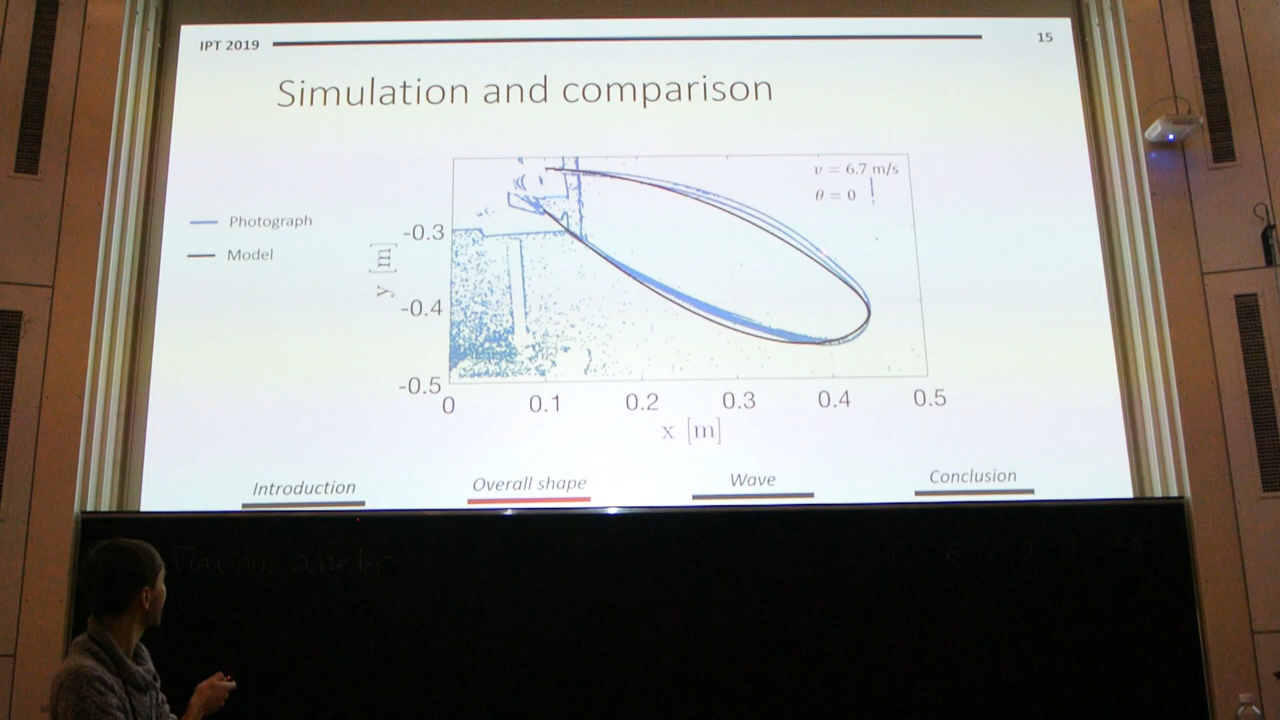 IPT 2019
15
Simulation and comparison
v = 6.7 m/s
θ = 0
Photograph
Model
-0.3
-0.4
-0.5
y [m]
0 0.1 0.2 0.3 0.4 0.5
x [m]
Introduction Overall shape Wave Conclusion